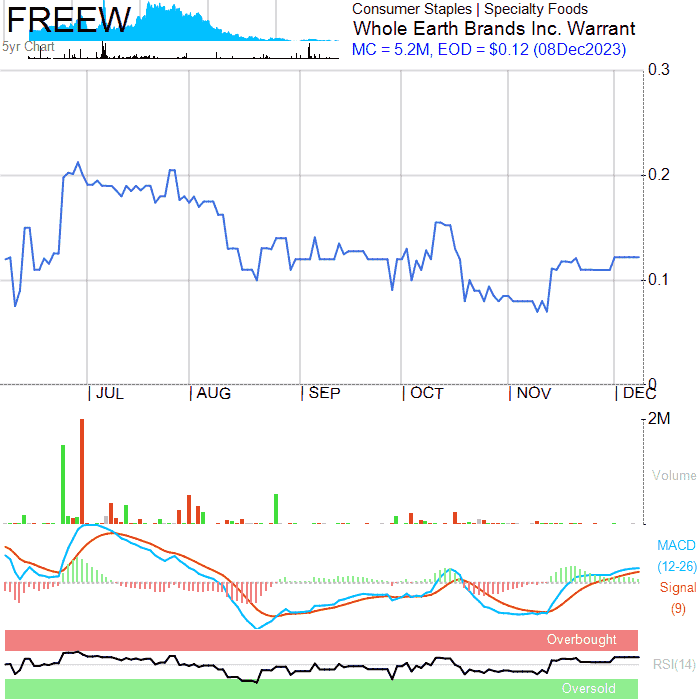 FREEW
5yr Chart
Consumer Staples | Specialty Foods
Whole Earth Brands Inc. Warrant
MC = 5.2M, EOD = $0.12 (08Dec2023)
0.3
0.2
0.1
0
JUL
AUG
SEP
OCT
NOV
DEC
2M
Volume
MACD
(12-26)
Signal
(9)
Overbought
RSI(14)
Oversold